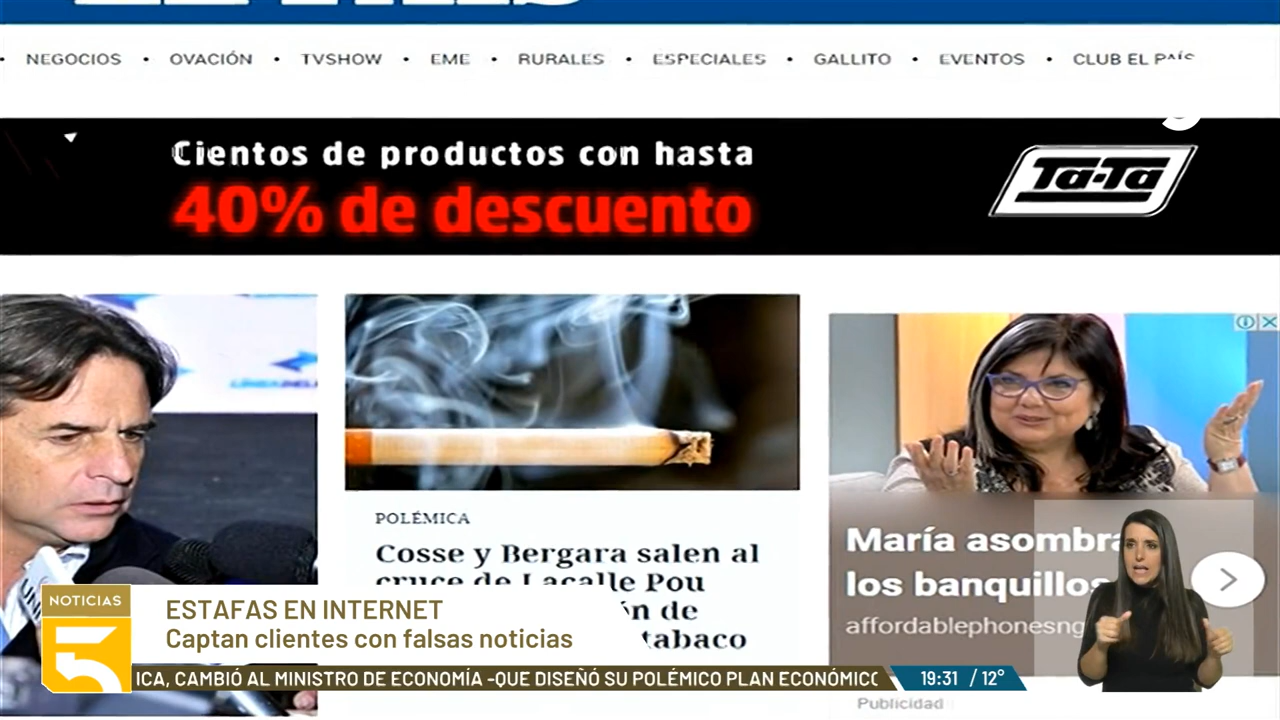 NEGOCIOS • OVACIÓN • TVSHOW • EME • RURALES • ESPECIALES • GALLITO • EVENTOS • CLUB EL PAÍS
Cientos de productos con hasta
40% de descuento
Ta-Ta
POLÉMICA
Cosse y Bergara salen al
cruce de Lacalle Pou
de
tabaco
María asombra
los banquillos
affordablephonesng
Publicidad
NOTICIAS
5
ESTAFAS EN INTERNET
Captan clientes con falsas noticias
ICA, CAMBIÓ AL MINISTRO DE ECONOMÍA -QUE DISEÑÓ SU POLÉMICO PLAN ECONÓMICO
19:31 / 12°